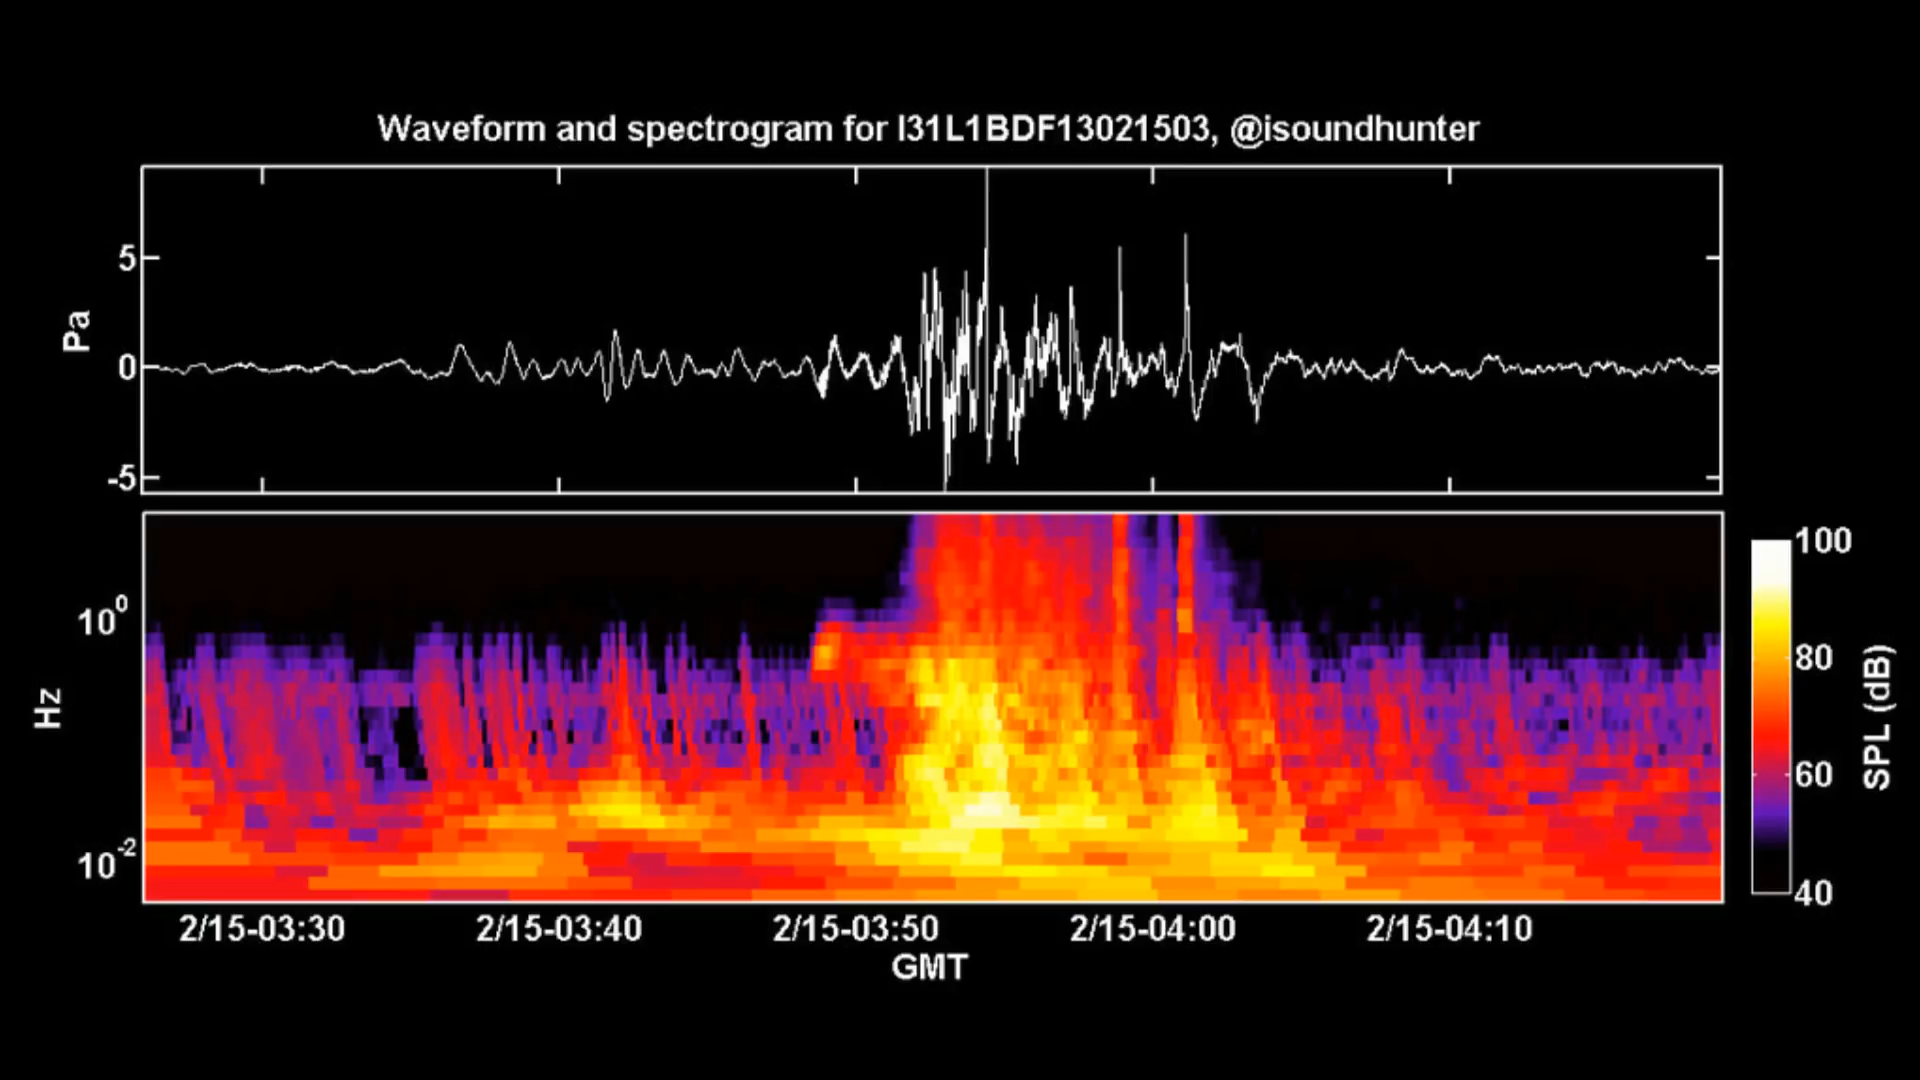 Waveform and spectrogram for I31L1BDF13021503, @isoundhunter
Pa
5
0
-5
Hz
10^0
10^-2
2/15-03:30 2/15-03:40 2/15-03:50 2/15-04:00 2/15-04:10
GMT
100
80
60
40
SPL (dB)